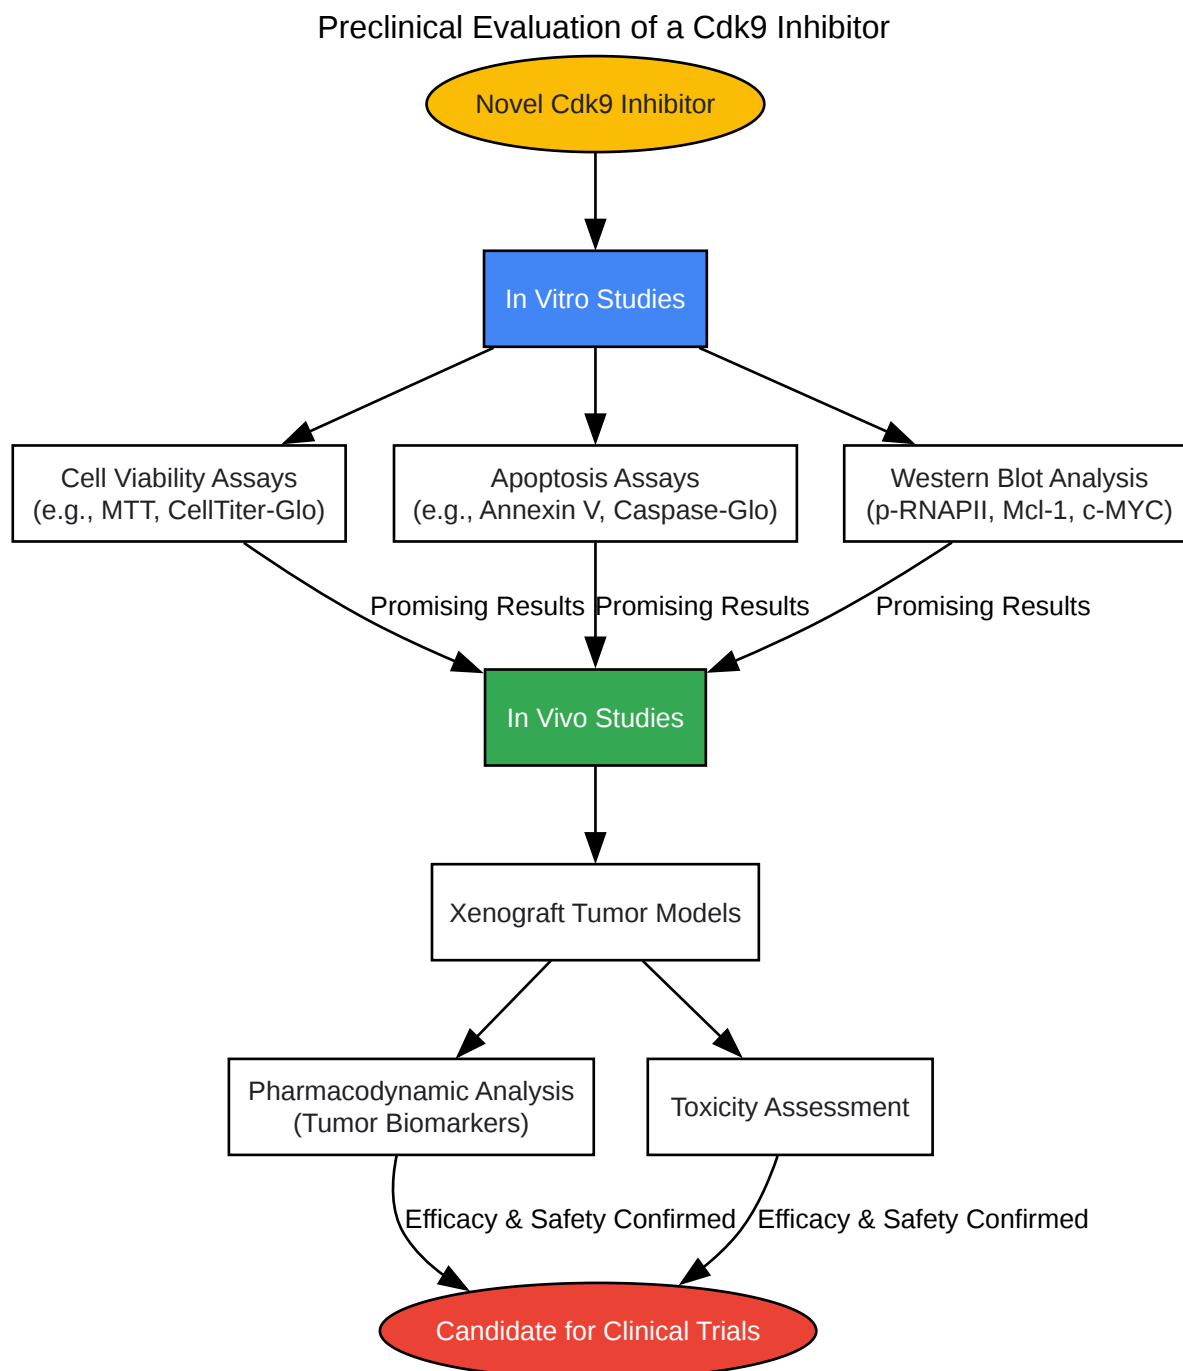 Preclinical Evaluation of a Cdk9 Inhibitor
Novel Cdk9 Inhibitor
In Vitro Studies
Cell Viability Assays
(e.g., MTT, CellTiter-Glo)
Apoptosis Assays
(e.g., Annexin V, Caspase-Glo)
Western Blot Analysis
(p-RNAPII, Mcl-1, c-MYC)
Promising Results
Promising Results
Promising Results
In Vivo Studies
Xenograft Tumor Models
Pharmacodynamic Analysis
(Tumor Biomarkers)
Toxicity Assessment
Efficacy & Safety Confirmed
Efficacy & Safety Confirmed
Candidate for Clinical Trials